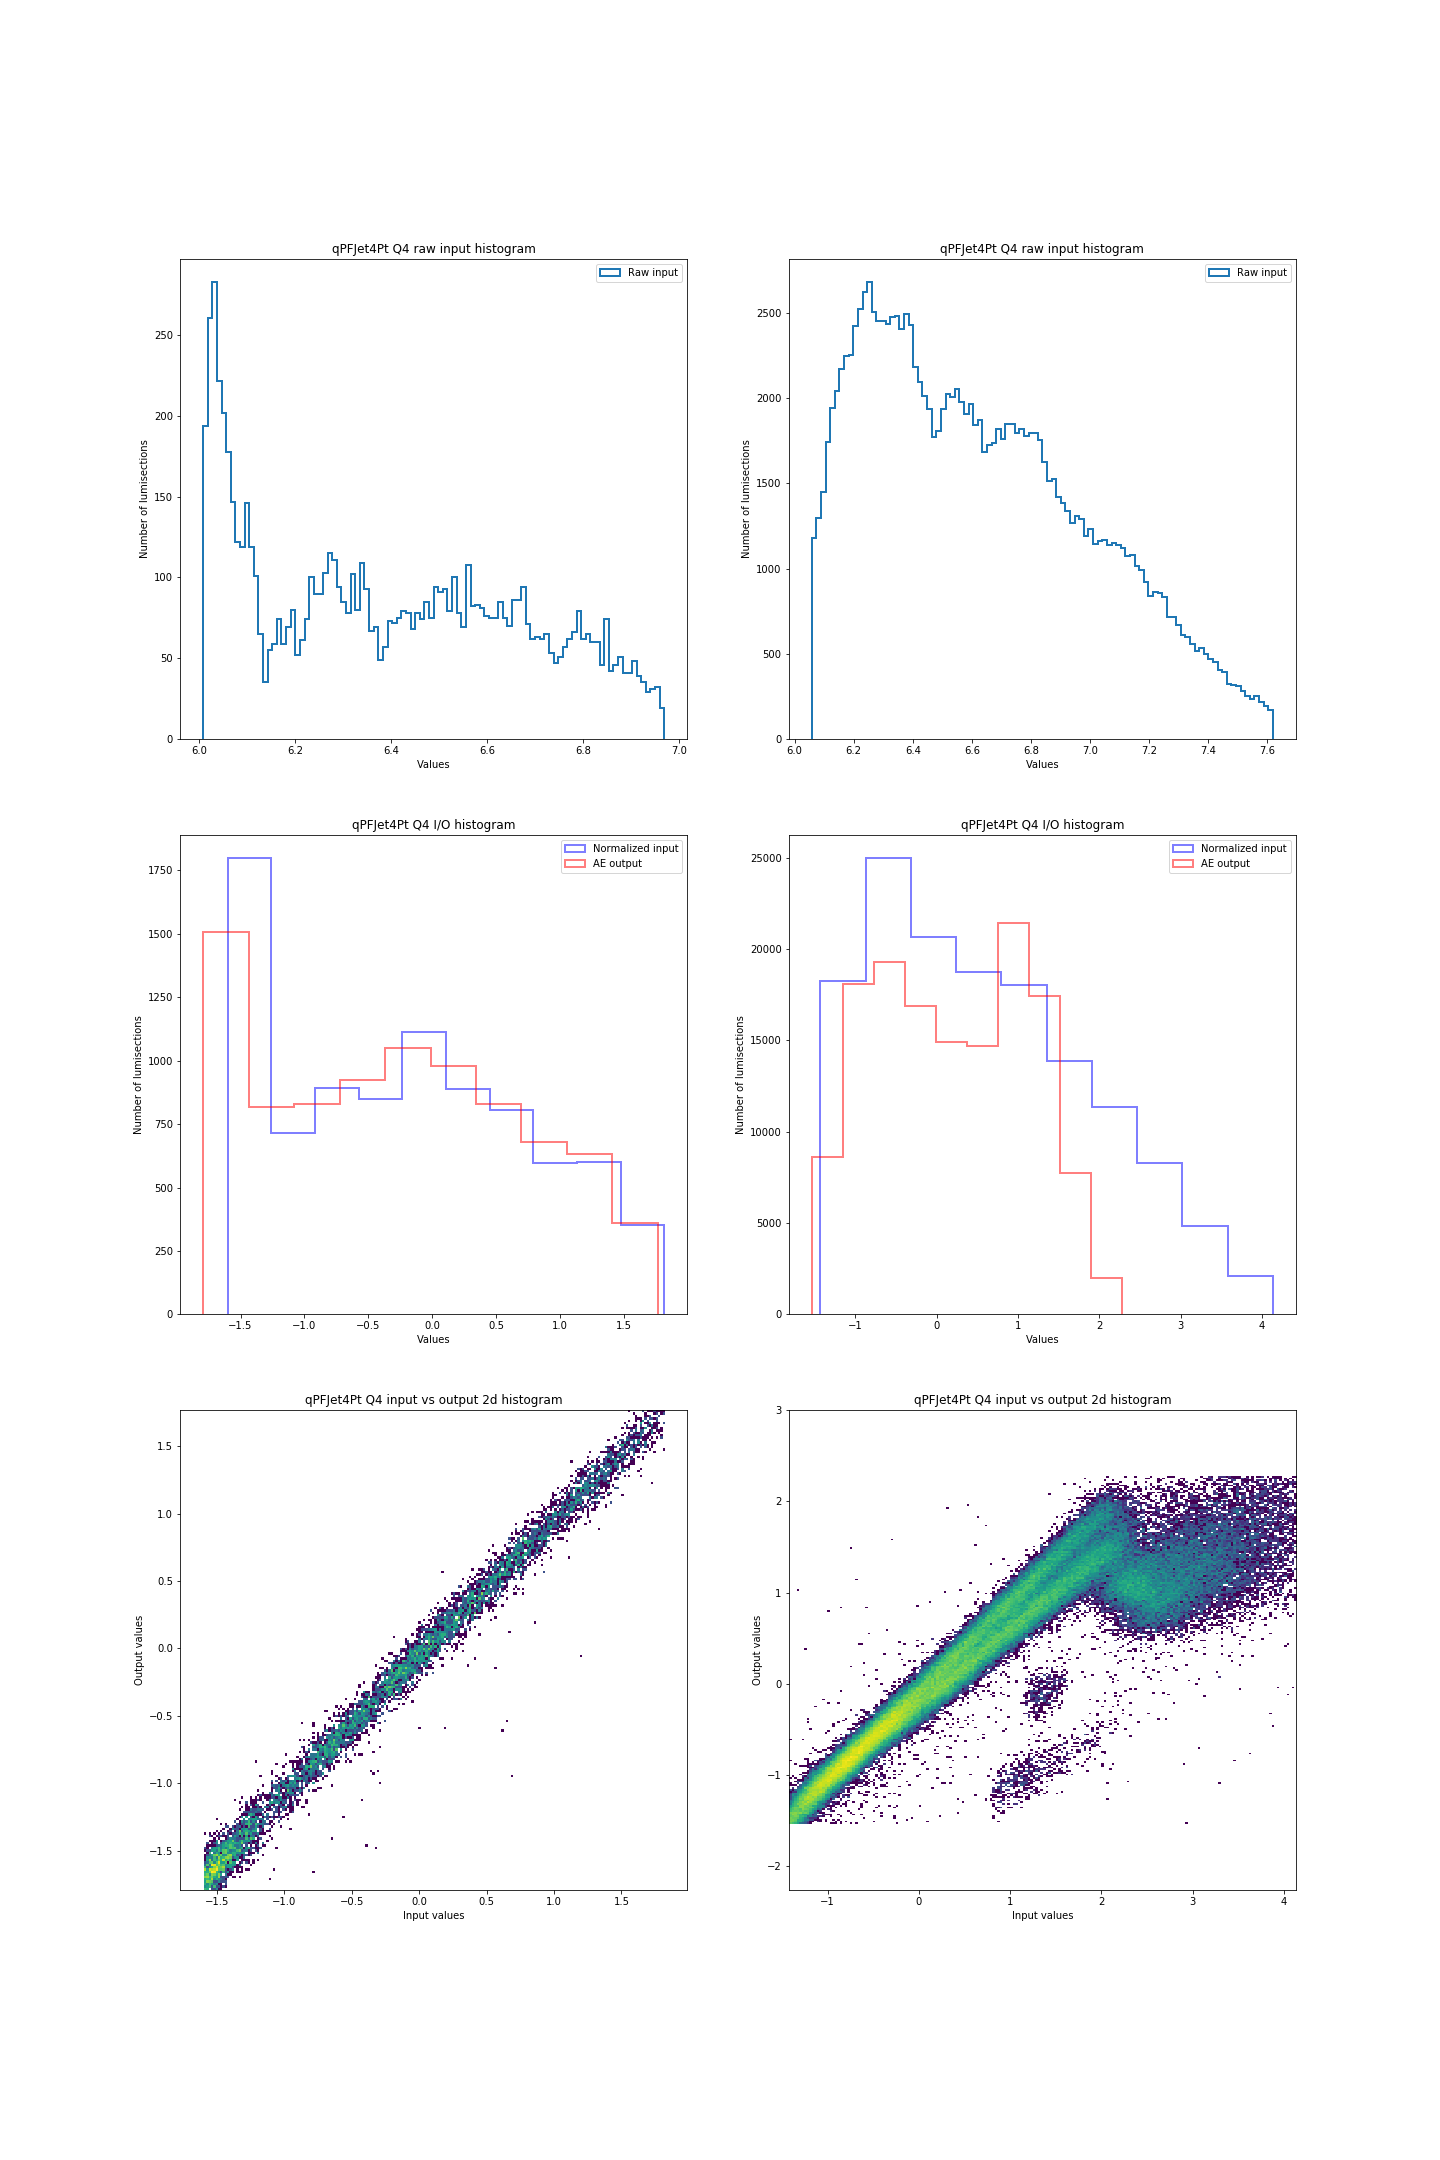 qPFJet4Pt Q4 raw input histogram
Raw input
Number of lumisections
250
200
150
100
50
0
6.0 6.2 6.4 6.6 6.8 7.0
Values
qPFJet4Pt Q4 raw input histogram
Raw input
Number of lumisections
2500
2000
1500
1000
500
0
6.0 6.2 6.4 6.6 6.8 7.0 7.2 7.4 7.6
Values
qPFJet4Pt Q4 I/O histogram
Normalized input
AE output
Number of lumisections
1750
1500
1250
1000
750
500
250
0
−1.5 −1.0 −0.5 0.0 0.5 1.0 1.5
Values
qPFJet4Pt Q4 I/O histogram
Normalized input
AE output
Number of lumisections
25000
20000
15000
10000
5000
0
−1 0 1 2 3 4
Values
qPFJet4Pt Q4 input vs output 2d histogram
Output values
1.5
1.0
0.5
0.0
−0.5
−1.0
−1.5
−1.5 −1.0 −0.5 0.0 0.5 1.0 1.5
Input values
qPFJet4Pt Q4 input vs output 2d histogram
Output values
3
2
1
0
−1
−2
−1 0 1 2 3 4
Input values